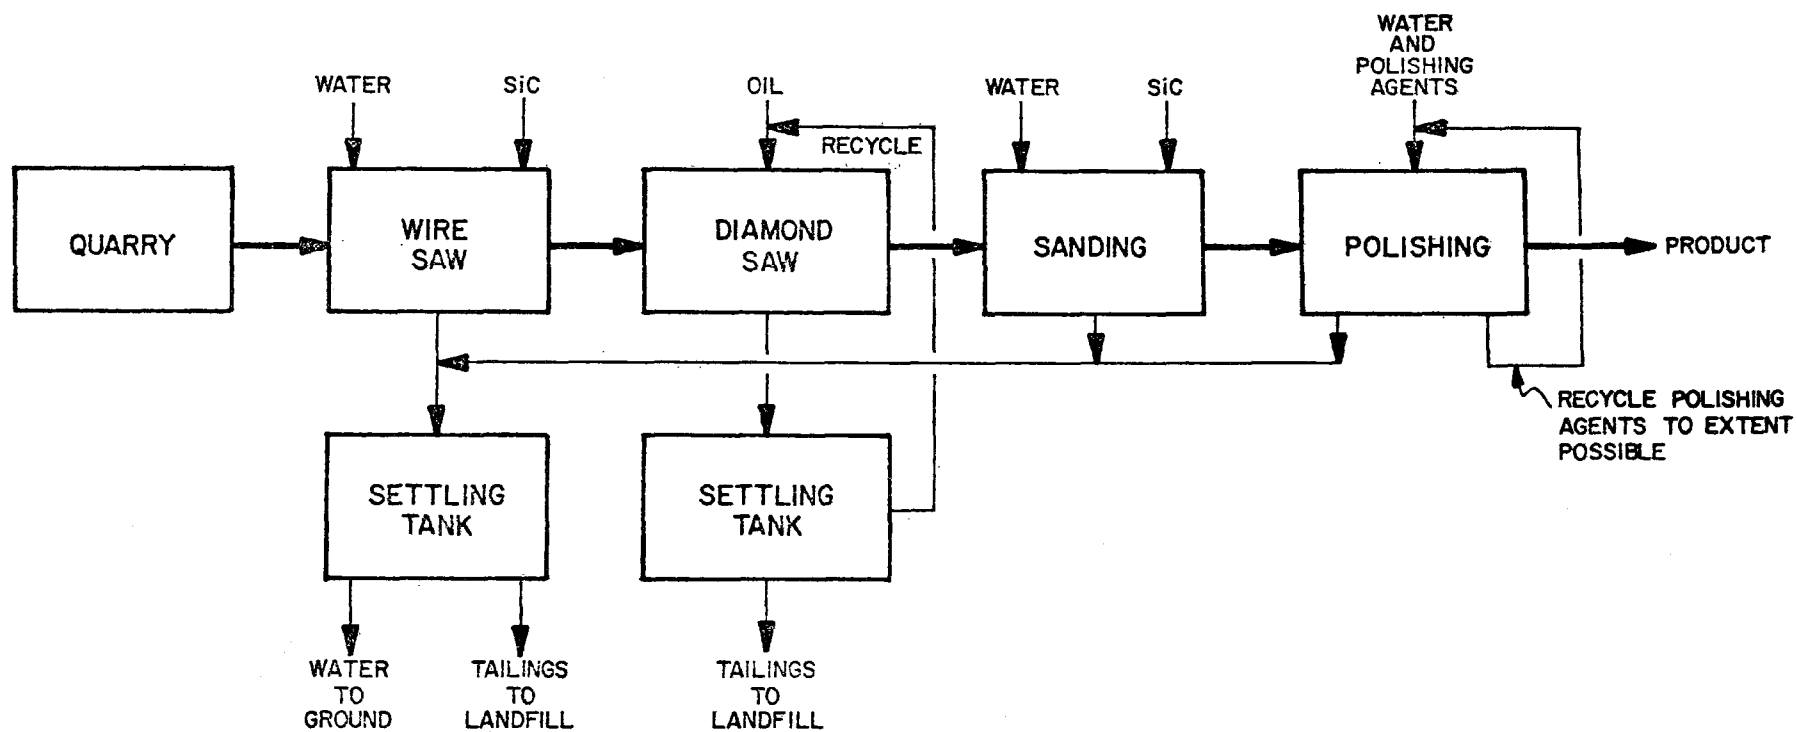 WATER
AND
POLISHING
AGENTS
WATER
SiC
OIL
WATER
SiC
RECYCLE
QUARRY
WIRE
SAW
DIAMOND
SAW
SANDING
POLISHING
PRODUCT
RECYCLE POLISHING
AGENTS TO EXTENT
POSSIBLE
SETTLING
TANK
SETTLING
TANK
WATER
TO
GROUND
TAILINGS
TO
LANDFILL
TAILINGS
TO
LANDFILL